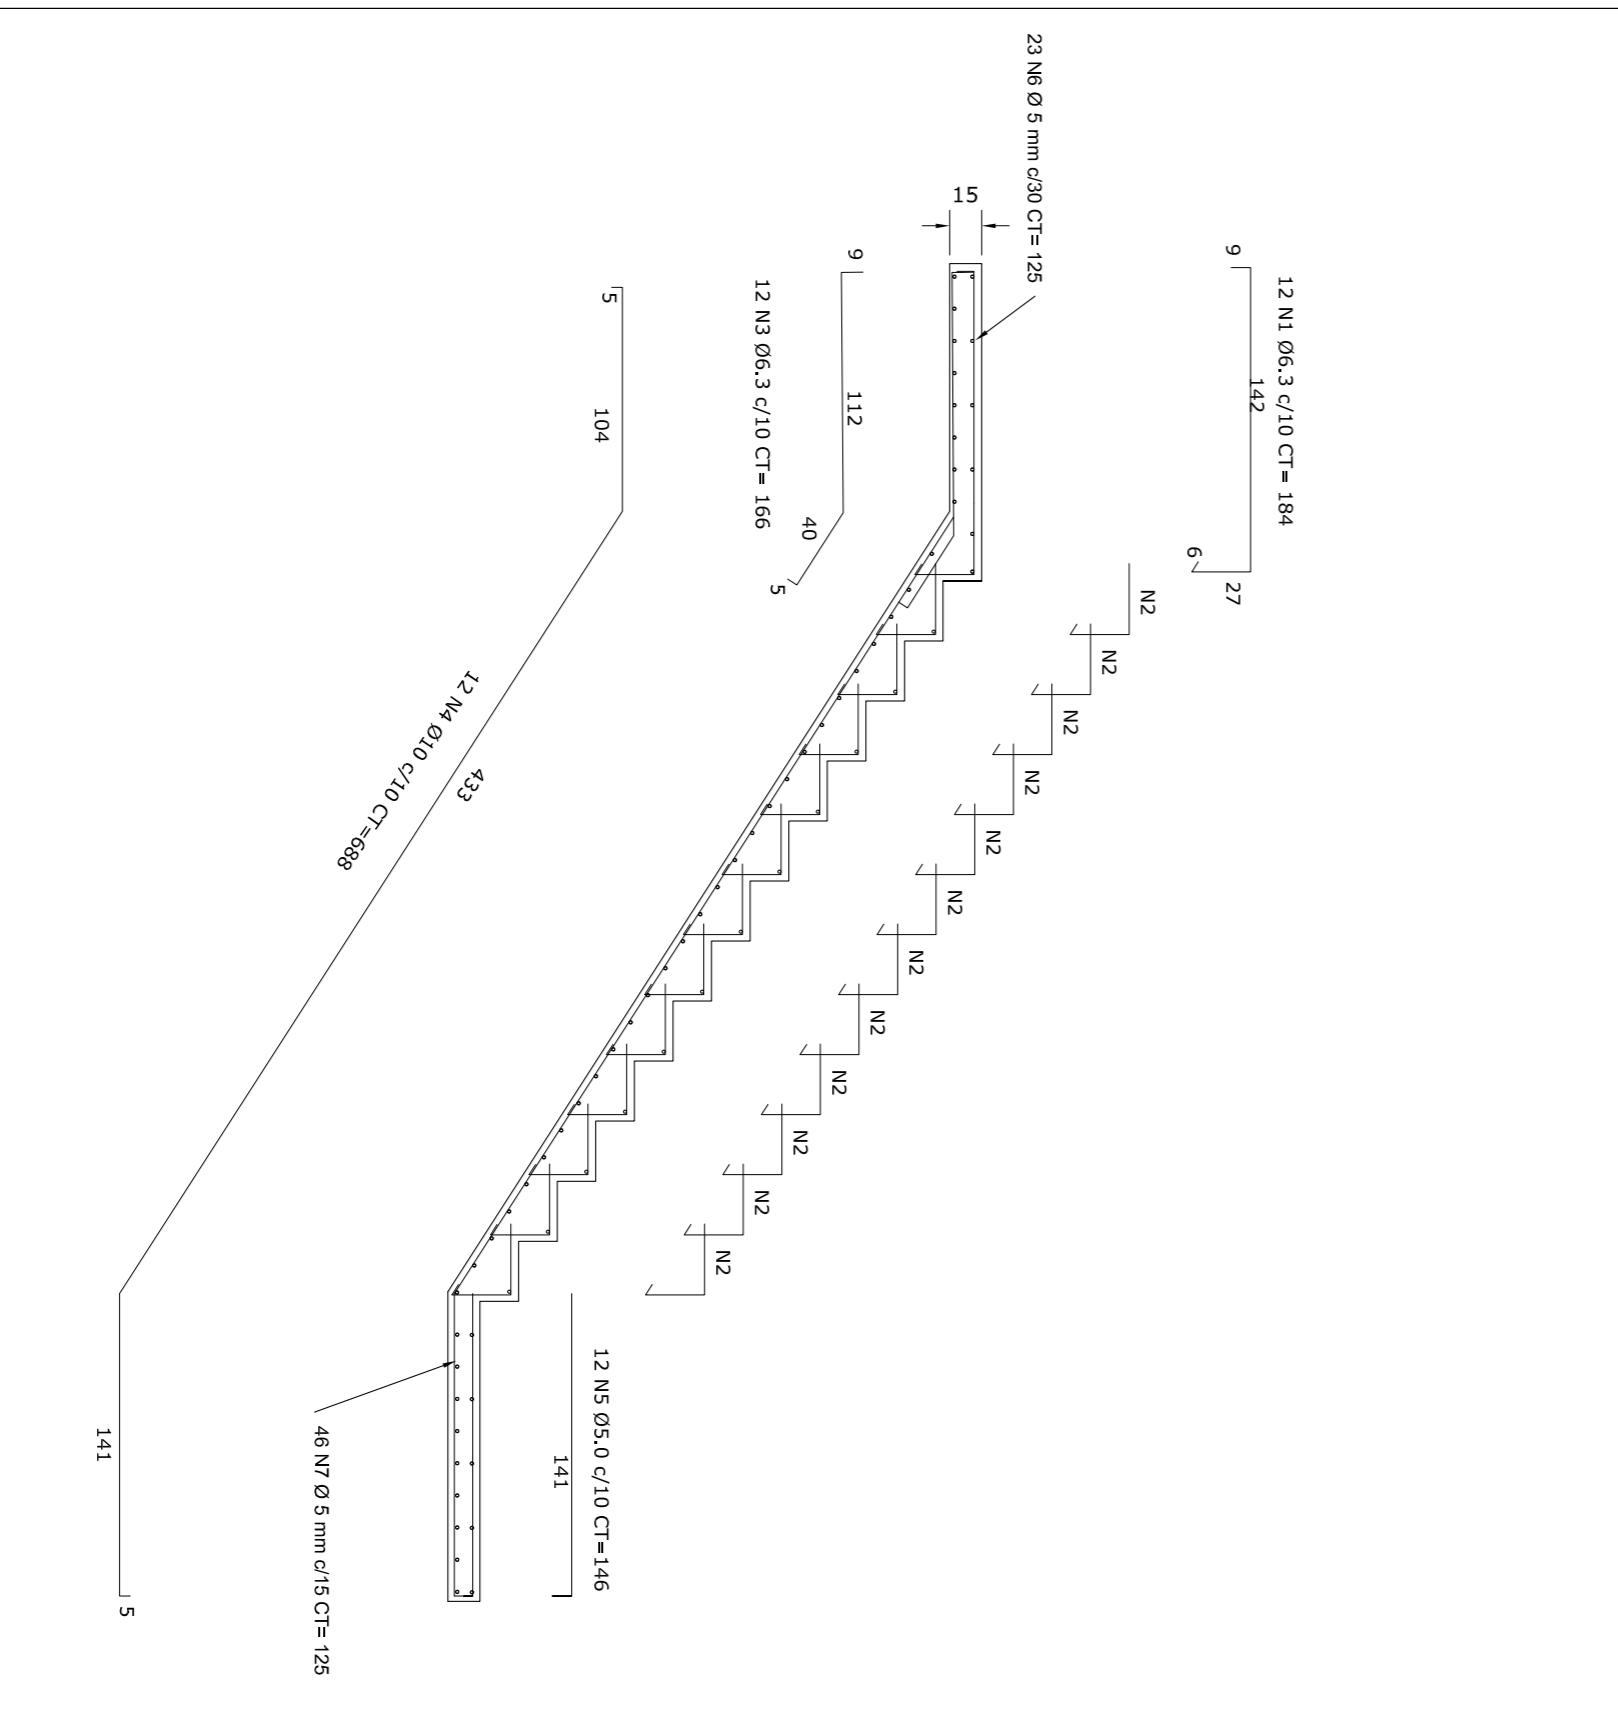 23 N6 Ø 5 mm c/30 CT= 125
15
9
12 N1 Ø6.3 c/10 CT= 184
142
27
6
9
12 N3 Ø6.3 c/10 CT= 166
112
40
5
5
104
12 N4 Ø10 c/10 CT=688
433
141
5
N2
N2
N2
N2
N2
N2
N2
N2
N2
N2
N2
N2
12 N5 Ø5.0 c/10 CT=146
141
46 N7 Ø 5 mm c/15 CT= 125